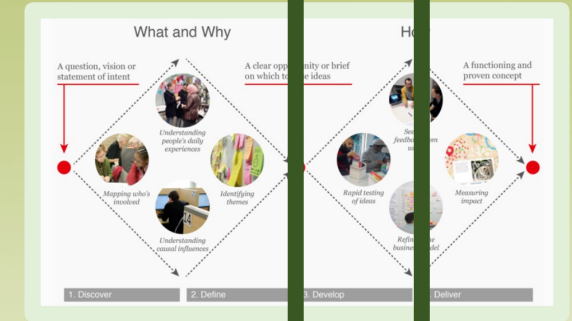 What and Why
A question, vision or
statement of intent
A clear opp nity or brief
on which to e ideas
A functioning and
proven concept
Understanding
people's daily
experiences
Mapping who's
involved
Identifying
themes
Understanding
causal influences
Rapid testing
of ideas
Measuring
impact
1. Discover
2. Define
3. Develop
Deliver